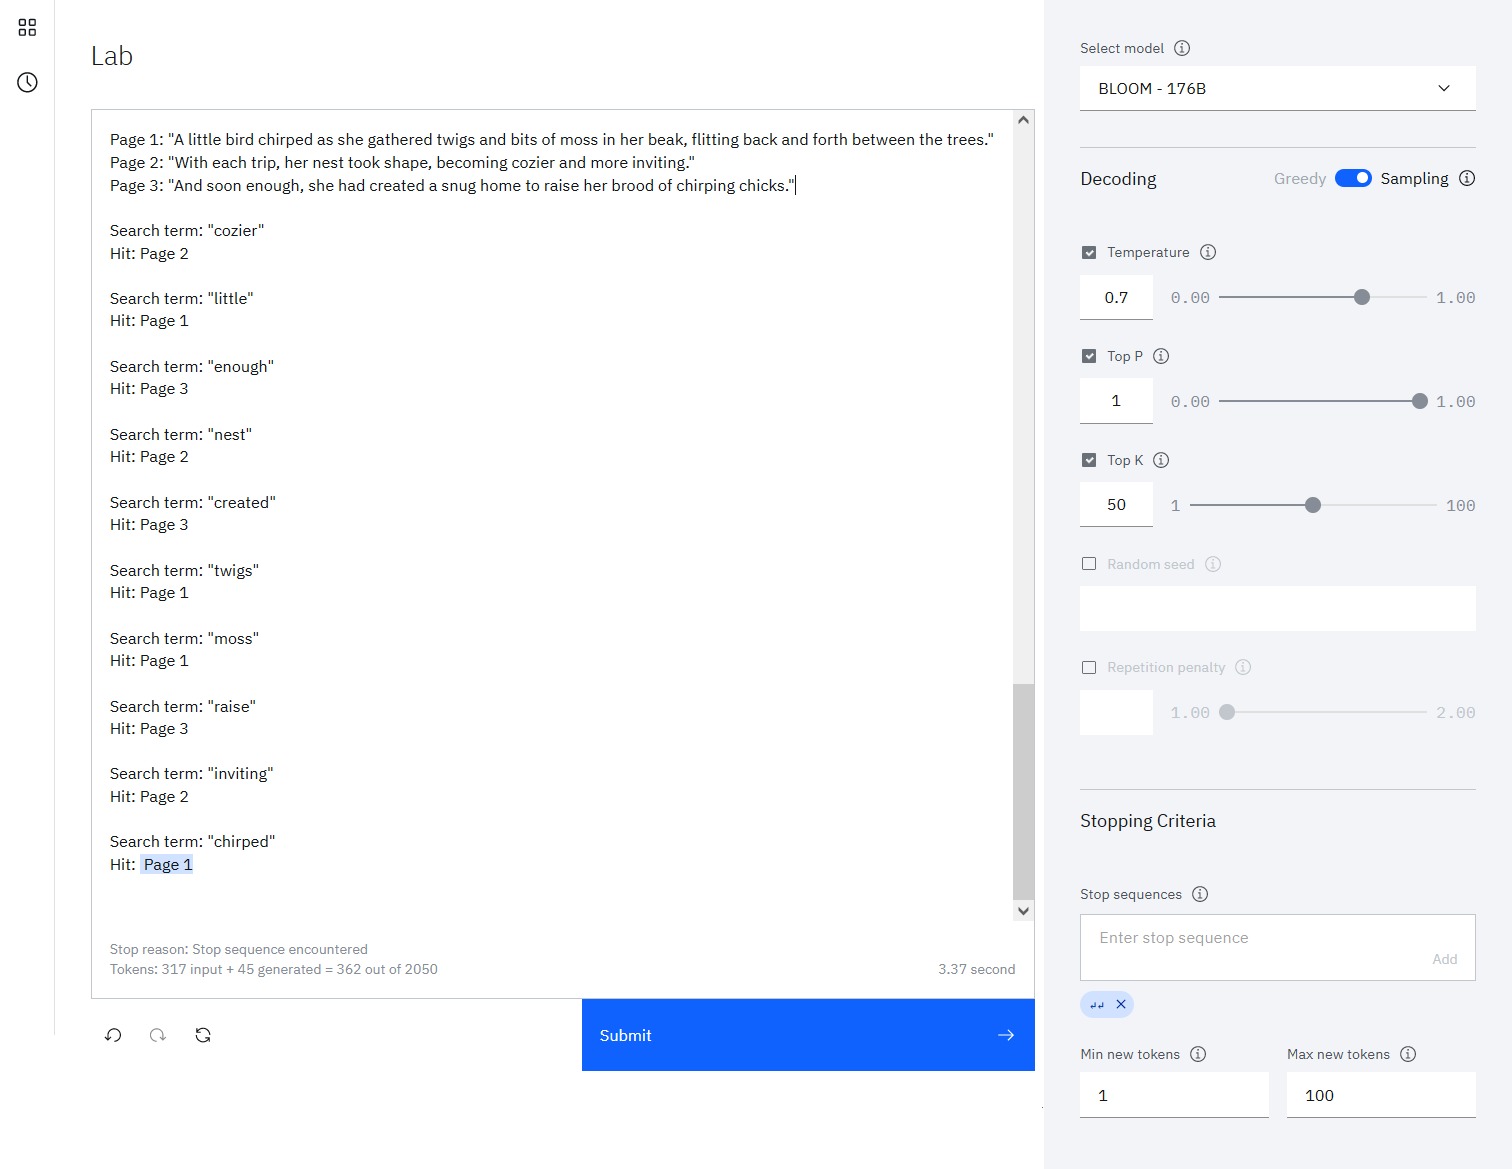 Lab
Page 1: "A little bird chirped as she gathered twigs and bits of moss in her beak, flitting back and forth between the trees."
Page 2: "With each trip, her nest took shape, becoming cozier and more inviting."
Page 3: "And soon enough, she had created a snug home to raise her brood of chirping chicks."
Search term: "cozier"
Hit: Page 2
Search term: "little"
Hit: Page 1
Search term: "enough"
Hit: Page 3
Search term: "nest"
Hit: Page 2
Search term: "created"
Hit: Page 3
Search term: "twigs"
Hit: Page 1
Search term: "moss"
Hit: Page 1
Search term: "raise"
Hit: Page 3
Search term: "inviting"
Hit: Page 2
Search term: "chirped"
Hit: Page 1
Stop reason: Stop sequence encountered
Tokens: 317 input + 45 generated = 362 out of 2050
3.37 second
Submit
Select model
BLOOM - 176B
Decoding
Greedy Sampling
Temperature
0.7 0.00 1.00
Top P
1 0.00 1.00
Top K
50 1 100
Random seed
Repetition penalty
1.00 2.00
Stopping Criteria
Stop sequences
Enter stop sequence
Add
↵↵ ×
Min new tokens Max new tokens
1 100